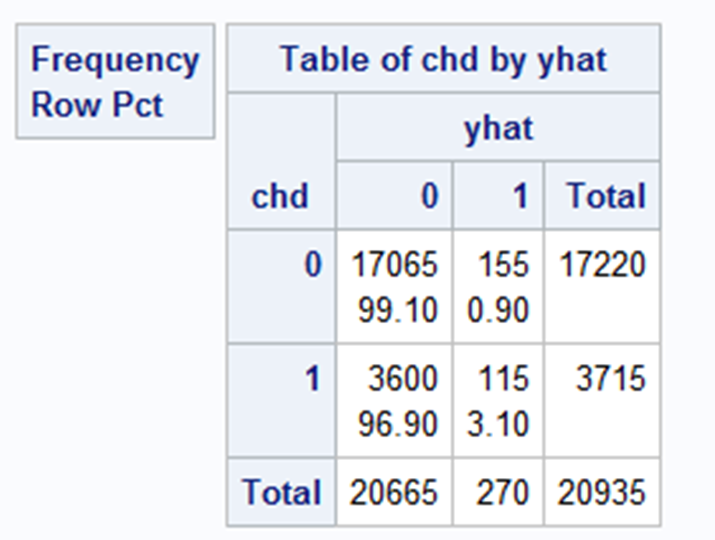 Frequency
Row Pct
Table of chd by yhat
yhat
chd 0 1 Total
0 17065 155 17220
99.10 0.90
1 3600 115 3715
96.90 3.10
Total 20665 270 20935